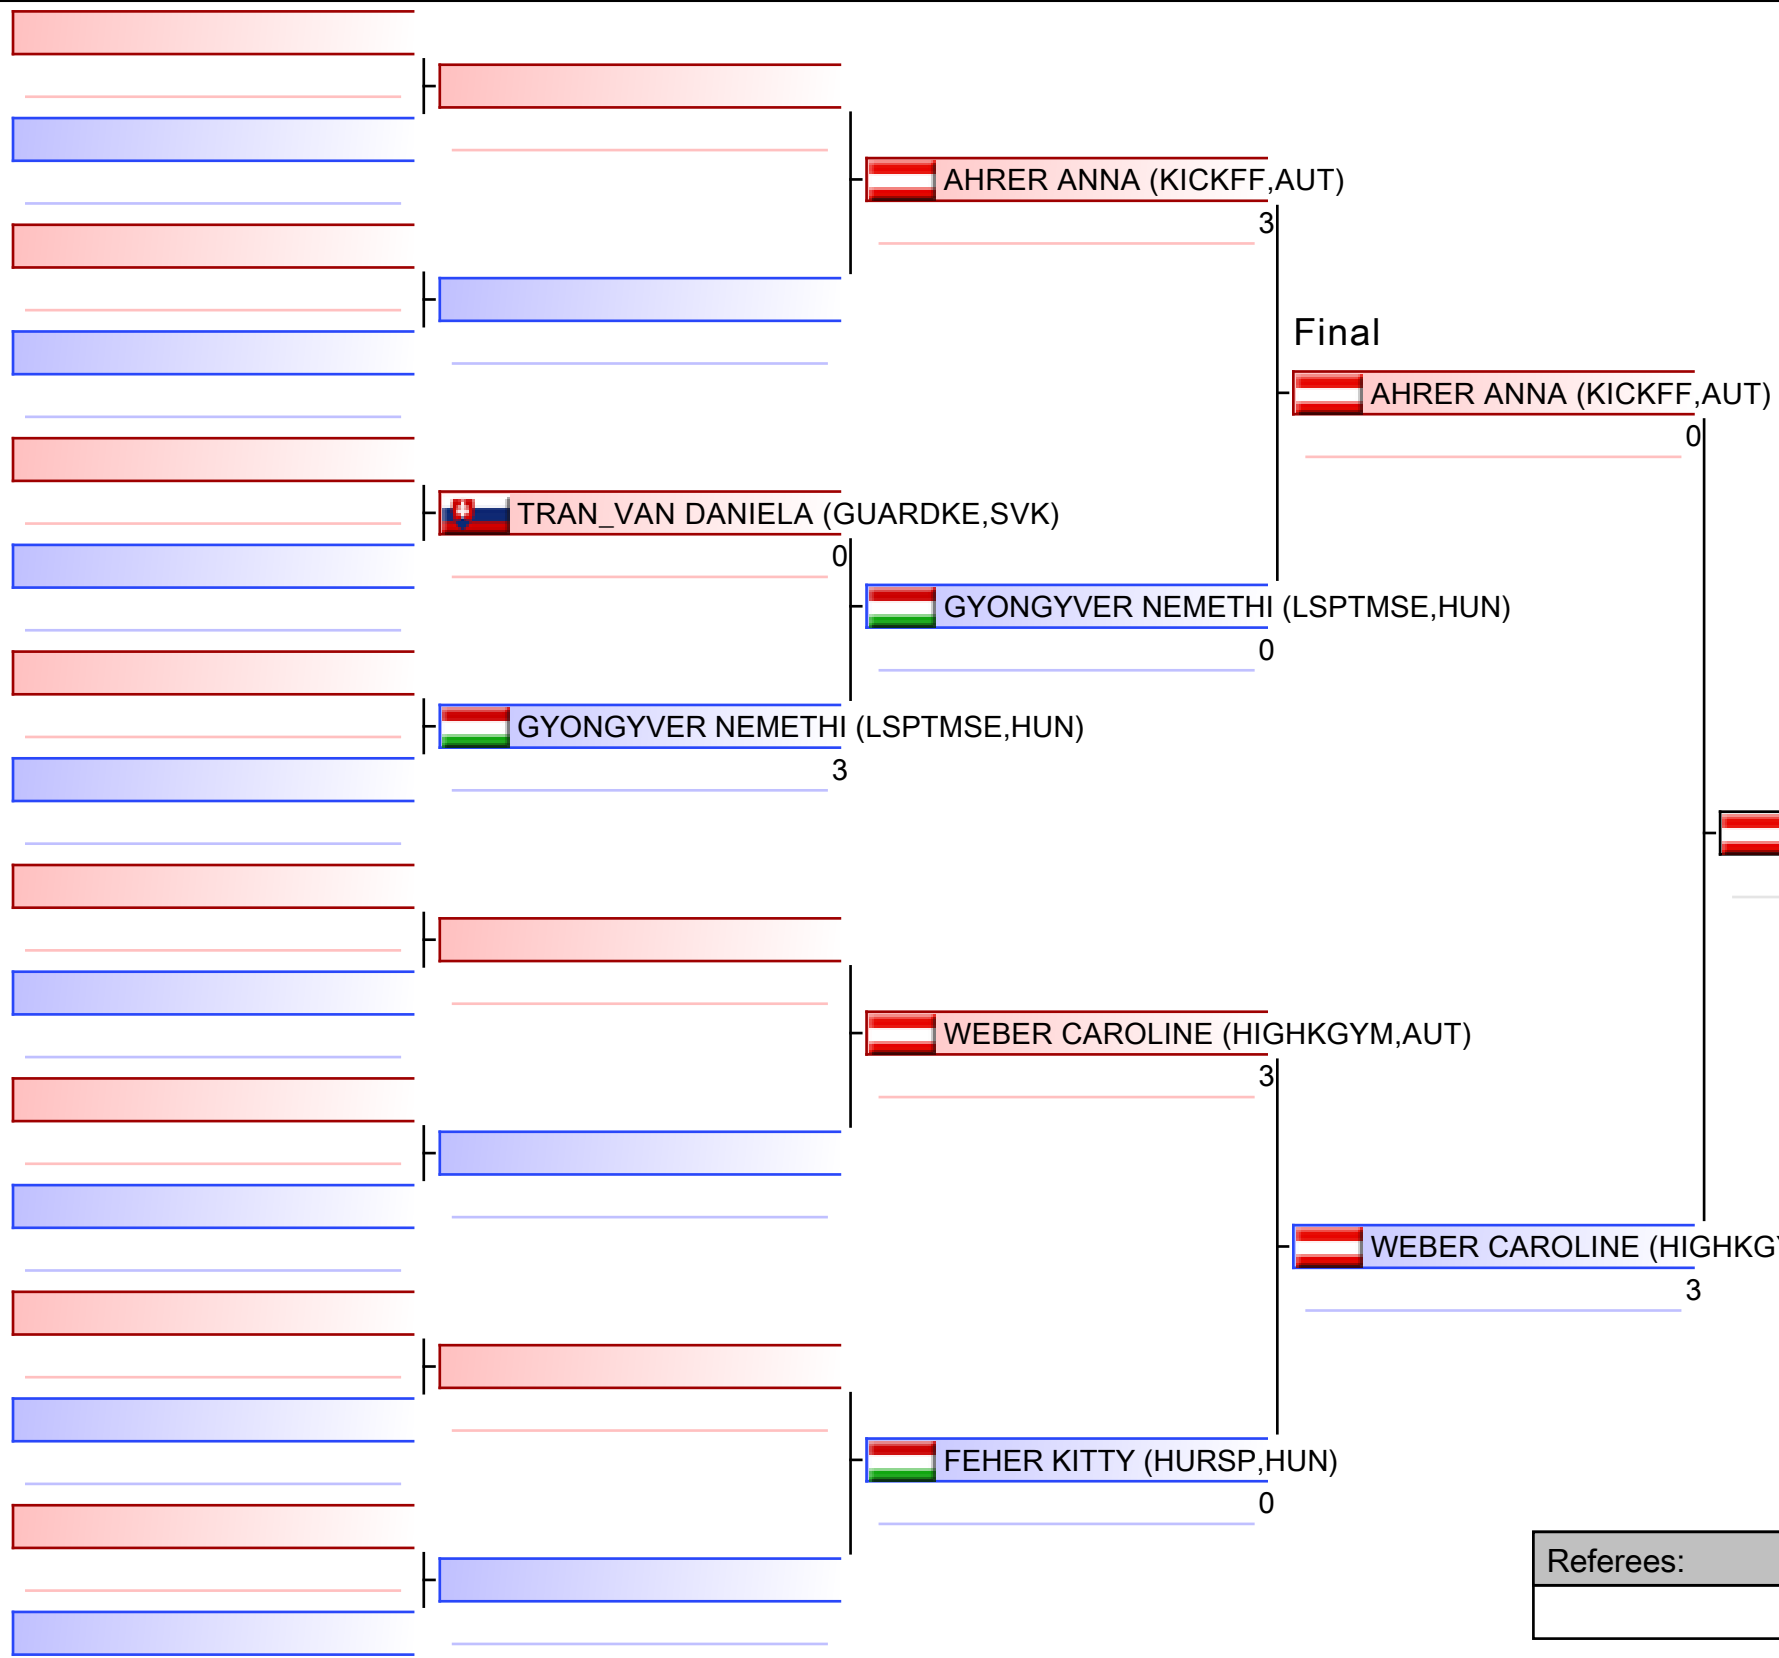 AHRER ANNA (KICKFF,AUT)
3
Final
AHRER ANNA (KICKFF,AUT)
0
TRAN_VAN DANIELA (GUARDKE,SVK)
0
GYONGYVER NEMETHI (LSPTMSE,HUN)
0
GYONGYVER NEMETHI (LSPTMSE,HUN)
3
WEBER CAROLINE (HIGHKGYM,AUT)
3
WEBER CAROLINE (HIGHKGY
3
FEHER KITTY (HURSP,HUN)
0
Referees: